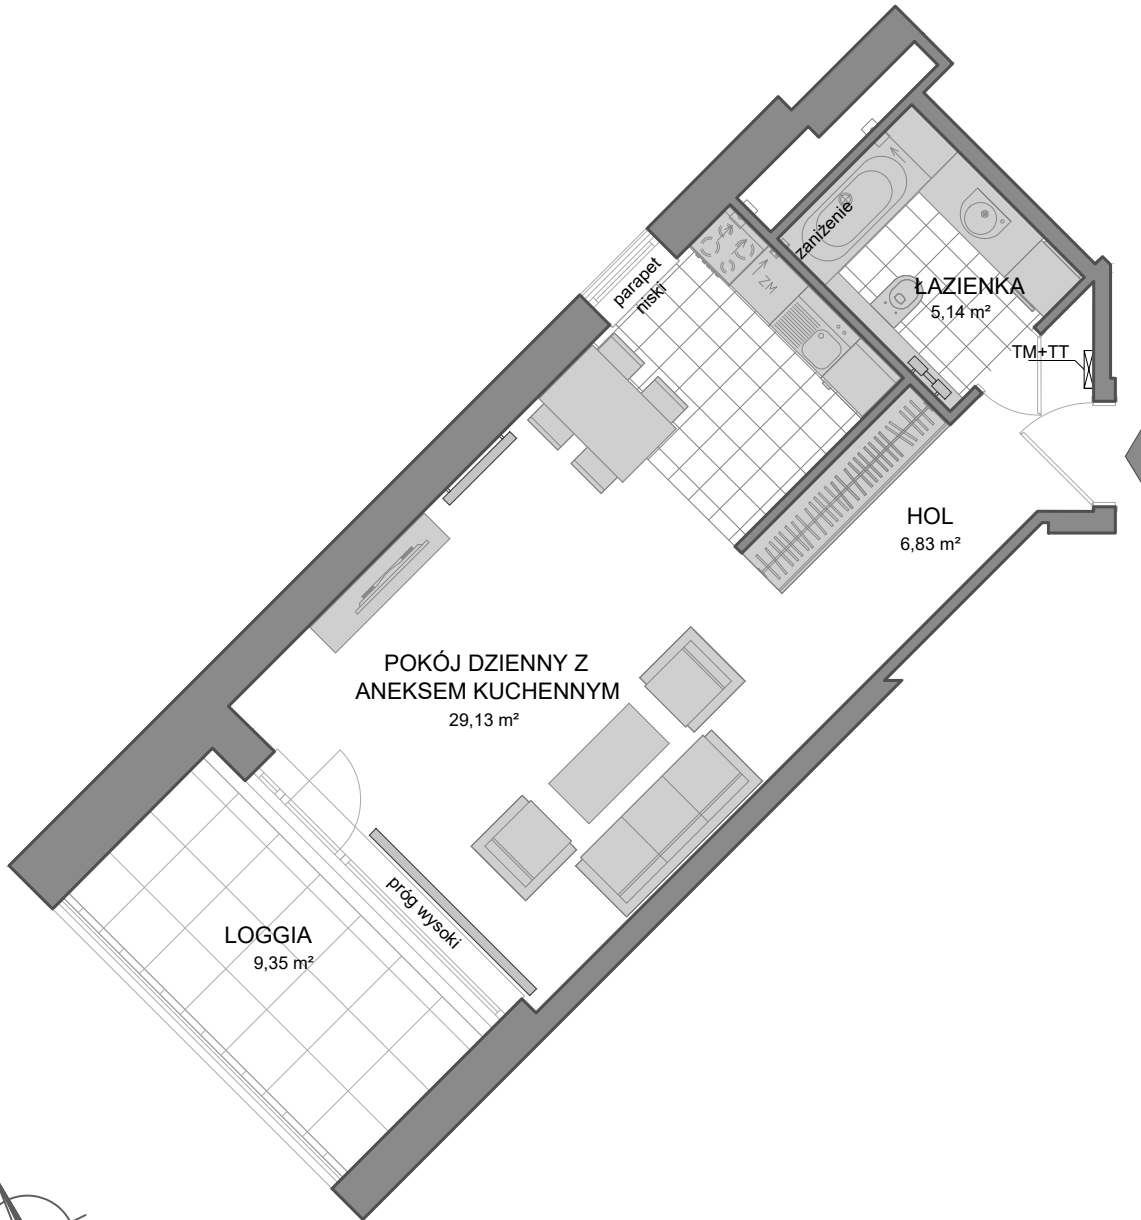 zaniżenie
parapet
niski
ZM
ŁAZIENKA
5,14 m²
TM+TT
HOL
6,83 m²
POKÓJ DZIENNY Z
ANEKSEM KUCHENNYM
29,13 m²
próg wysoki
LOGGIA
9,35 m²